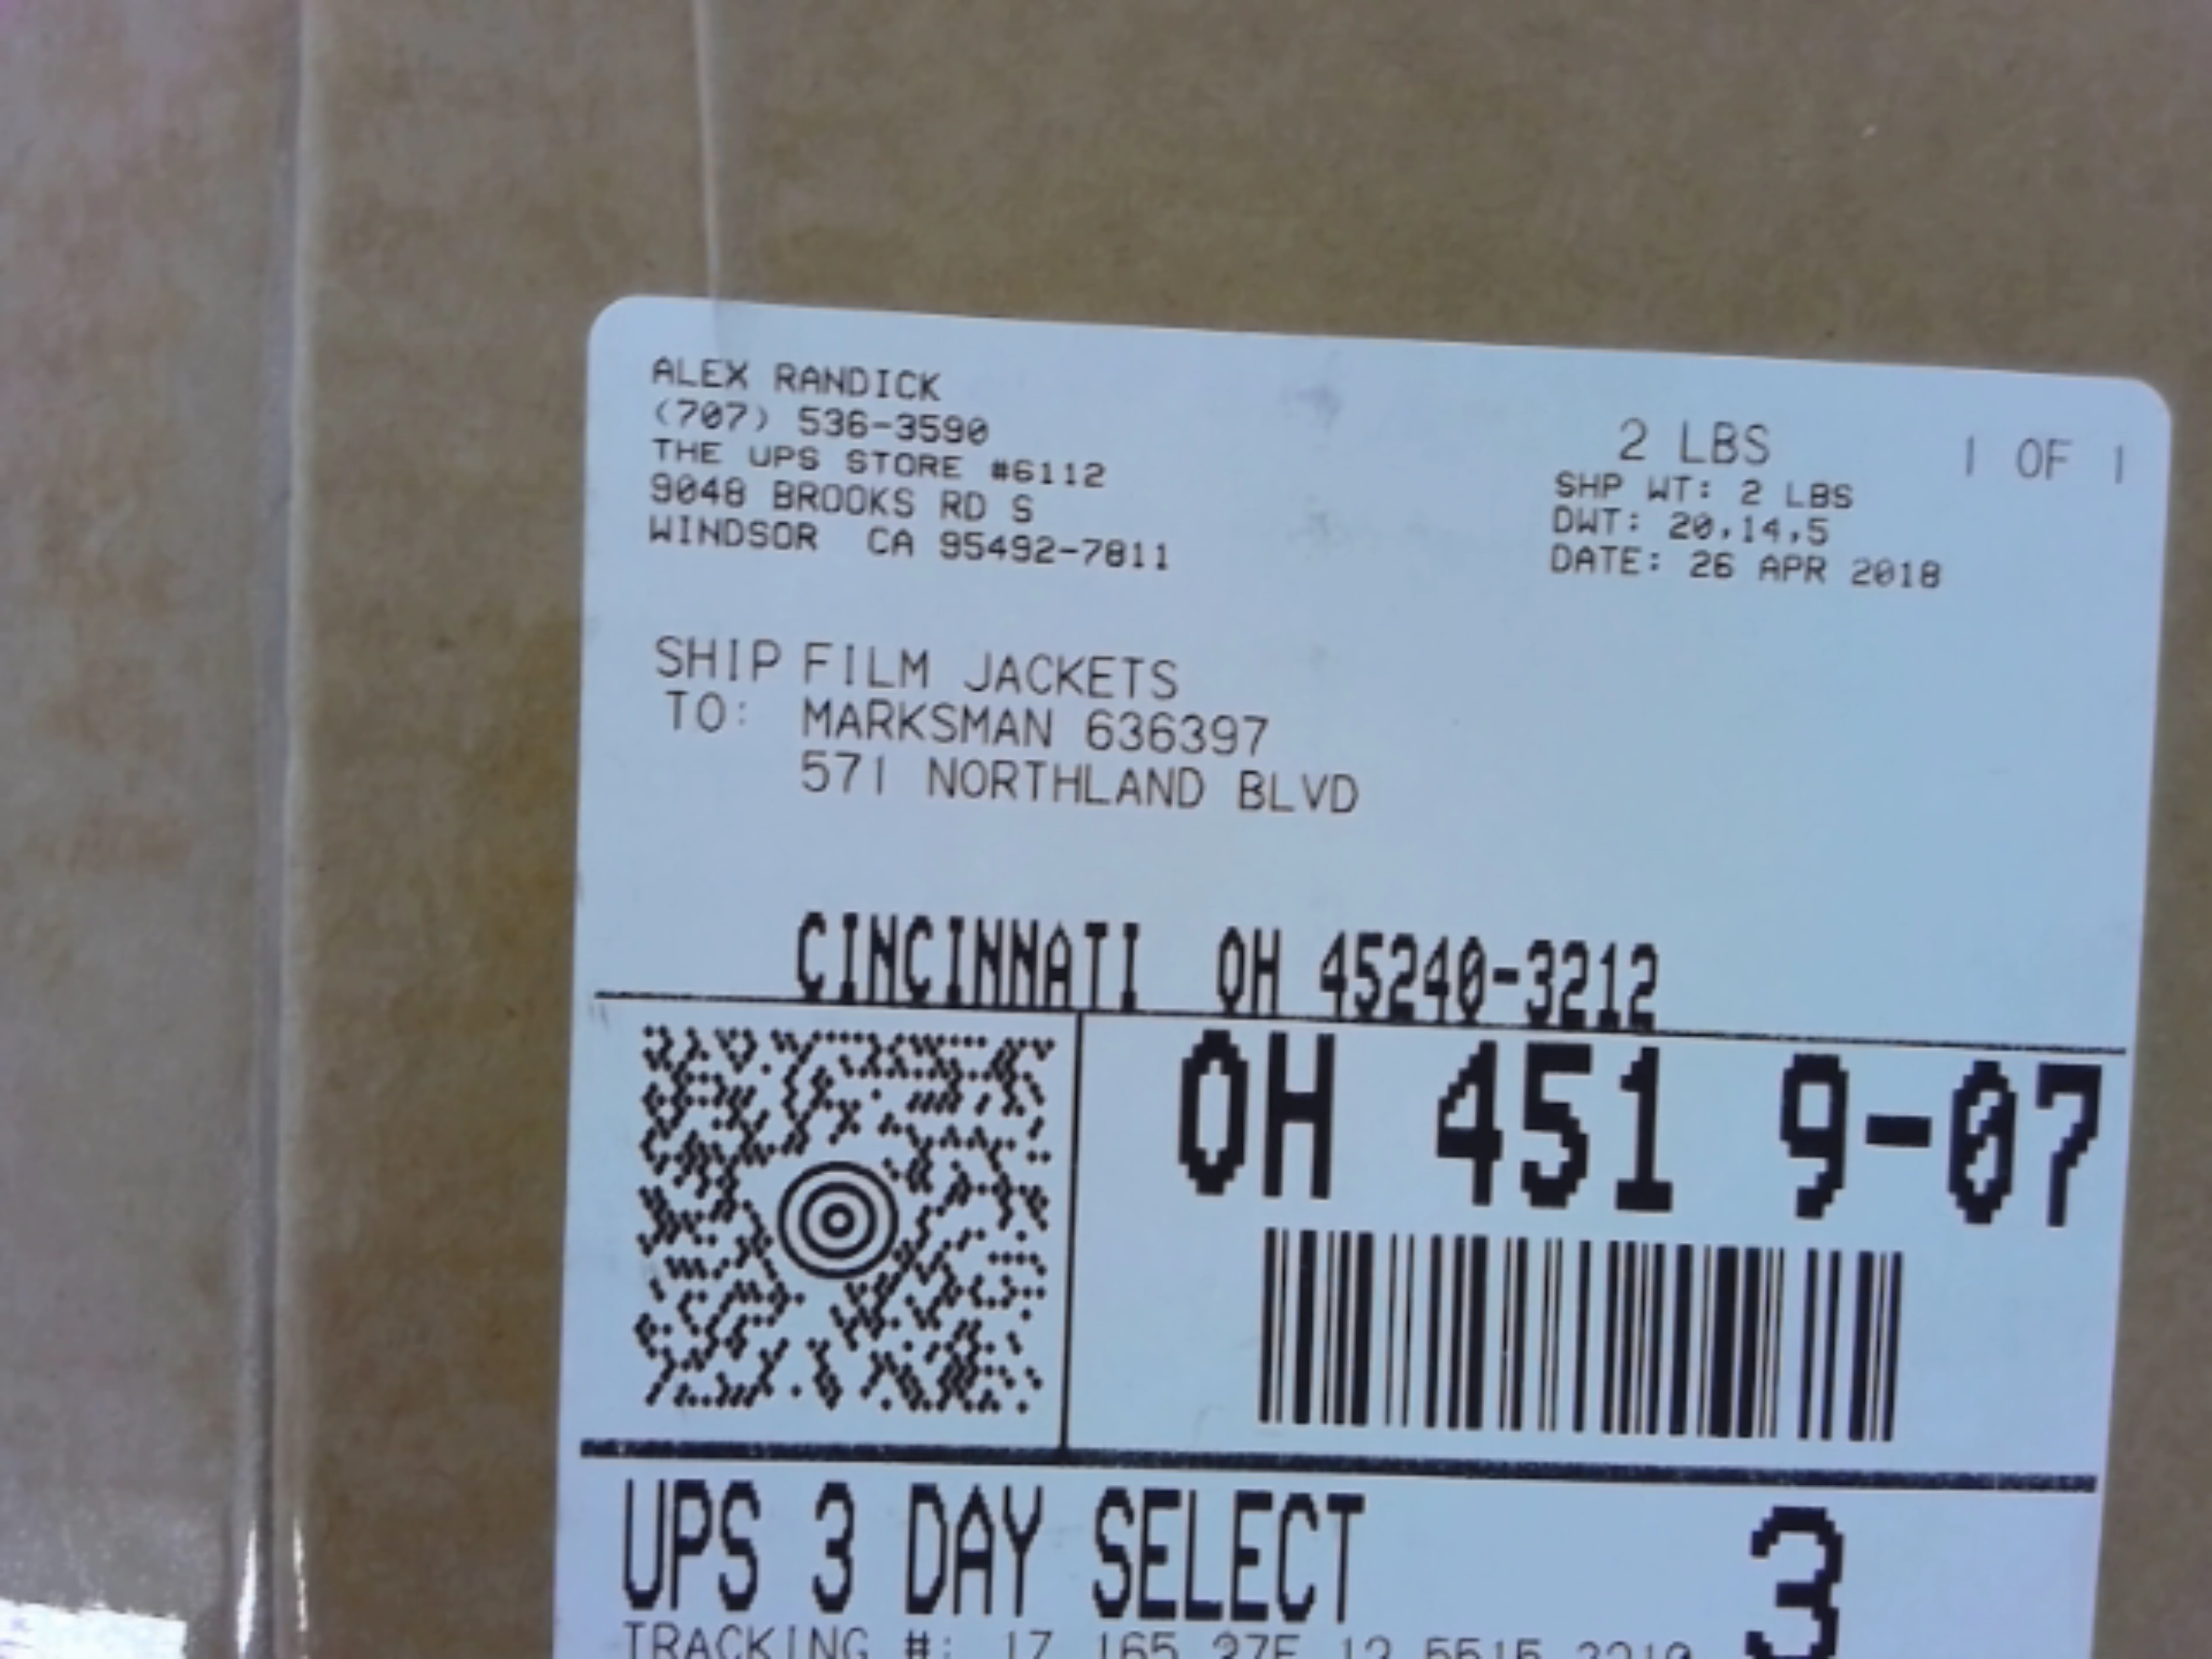 ALEX RANDICK
(707) 536-3590
THE UPS STORE #6112
9048 BROOKS RD S
WINDSOR CA 95492-7811
2 LBS 1 OF 1
SHP WT: 2 LBS
DWT: 20,14,5
DATE: 26 APR 2018
SHIP FILM JACKETS
TO: MARKSMAN 636397
571 NORTHLAND BLVD
CINCINNATI OH 45240-3212
OH 451 9-07
UPS 3 DAY SELECT
3
TRACKING #: